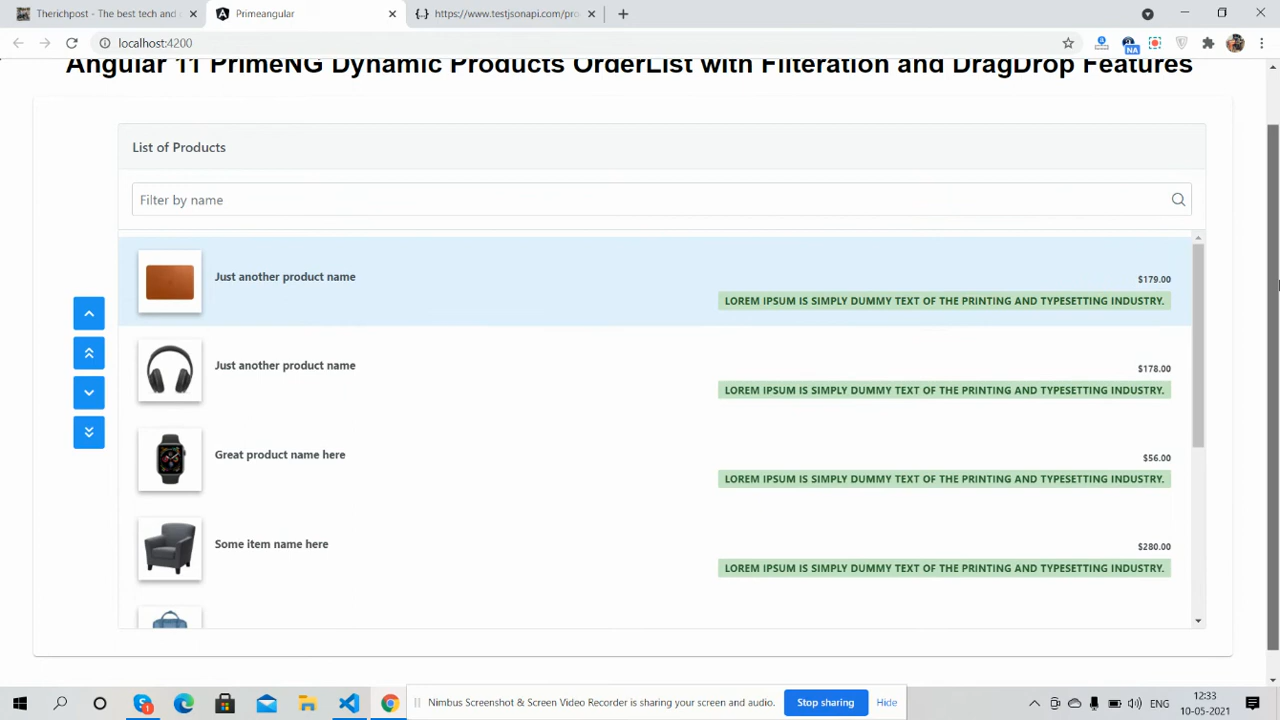 Therichpost - The best tech and
Primeangular
https://www.testjsonapi.com/pro
localhost:4200
NA
Angular 11 PrimeNG Dynamic Products OrderList with Filteration and DragDrop Features
List of Products
Filter by name
Just another product name
$179.00
LOREM IPSUM IS SIMPLY DUMMY TEXT OF THE PRINTING AND TYPESETTING INDUSTRY.
Just another product name
$178.00
LOREM IPSUM IS SIMPLY DUMMY TEXT OF THE PRINTING AND TYPESETTING INDUSTRY.
Great product name here
$56.00
LOREM IPSUM IS SIMPLY DUMMY TEXT OF THE PRINTING AND TYPESETTING INDUSTRY.
Some item name here
$280.00
LOREM IPSUM IS SIMPLY DUMMY TEXT OF THE PRINTING AND TYPESETTING INDUSTRY.
Nimbus Screenshot & Screen Video Recorder is sharing your screen and audio.
Stop sharing
Hide
ENG
12:33
10-05-2021